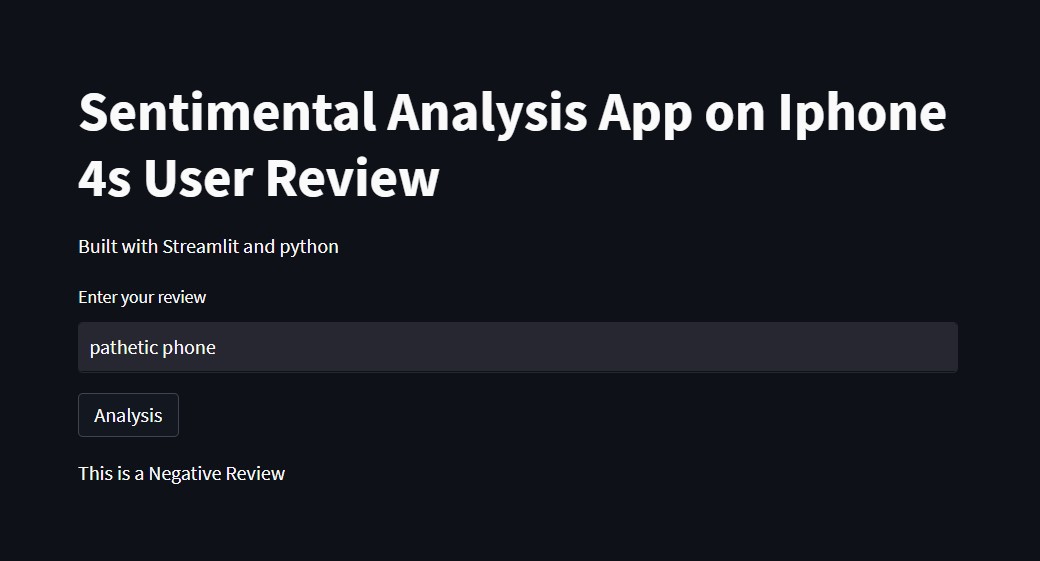 Sentimental Analysis App on Iphone
4s User Review
Built with Streamlit and python
Enter your review
pathetic phone
Analysis
This is a Negative Review